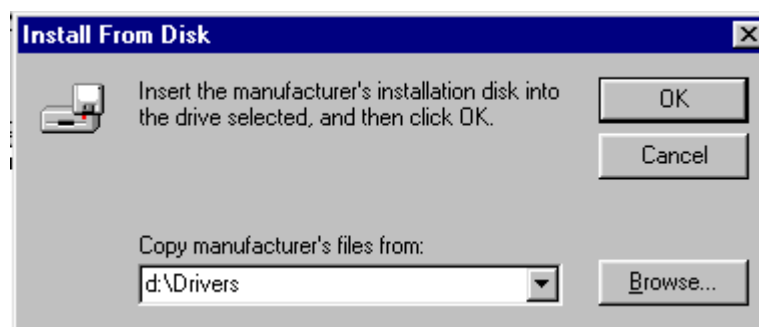 Install From Disk
Insert the manufacturer's installation disk into
the drive selected, and then click OK.
OK
Cancel
Copy manufacturer's files from:
d:\Drivers
Browse...